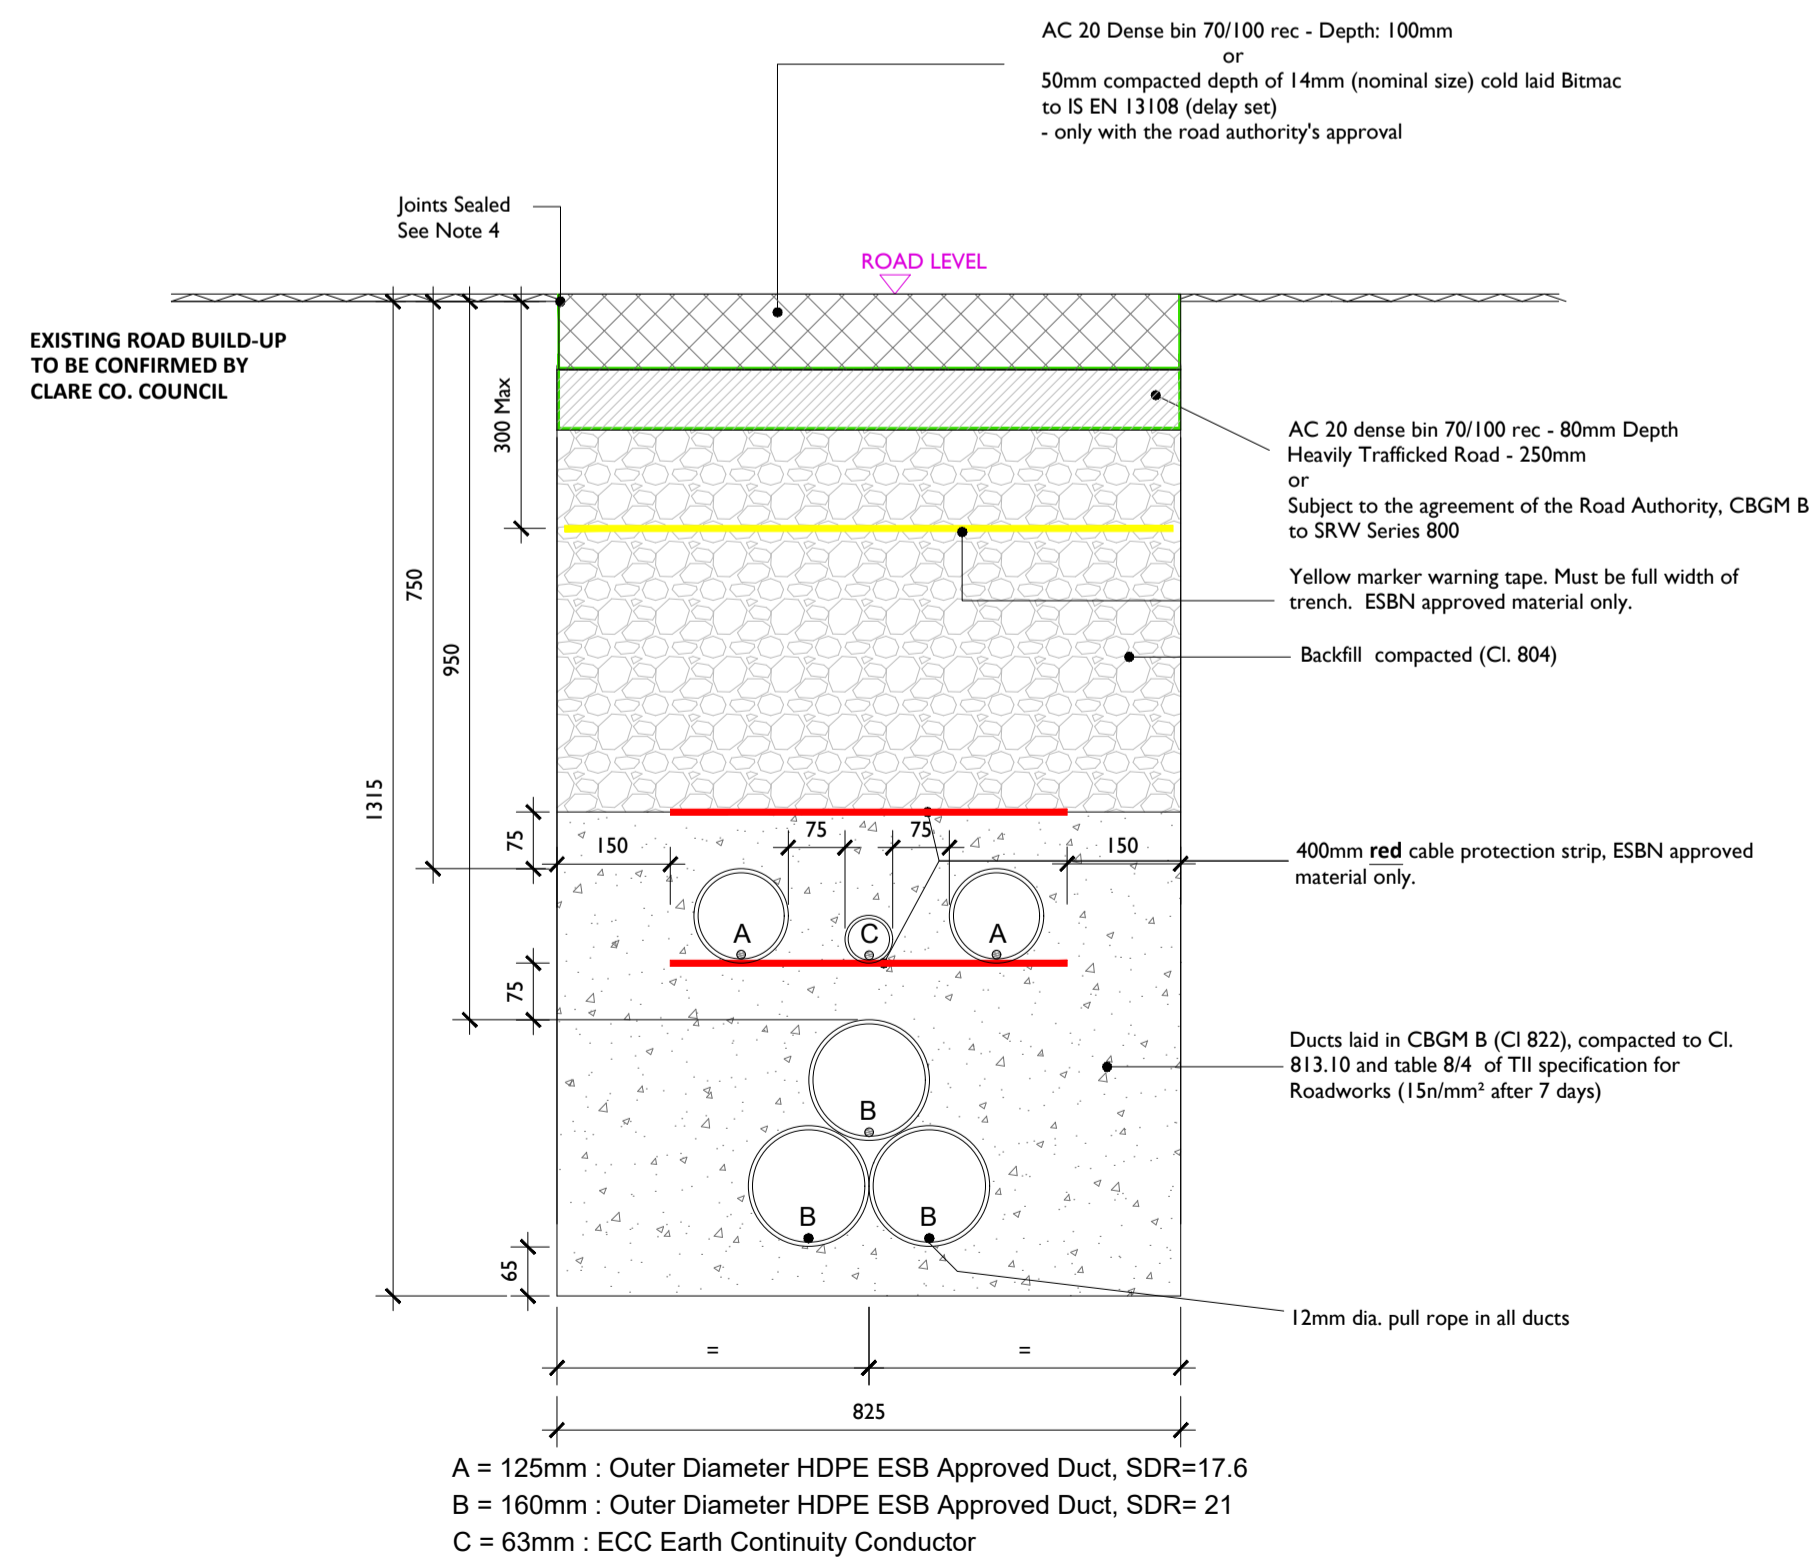 AC 20 Dense bin 70/100 rec - Depth: 100mm
or
50mm compacted depth of 14mm (nominal size) cold laid Bitmac
to IS EN 13108 (delay set)
- only with the road authority's approval
Joints Sealed
See Note 4
ROAD LEVEL
EXISTING ROAD BUILD-UP
TO BE CONFIRMED BY
CLARE CO. COUNCIL
300 Max
AC 20 dense bin 70/100 rec - 80mm Depth
Heavily Trafficked Road - 250mm
or
Subject to the agreement of the Road Authority, CBGM B
to SRW Series 800
Yellow marker warning tape. Must be full width of
trench. ESBN approved material only.
750
950
Backfill compacted (Cl. 804)
1315
75
150
75
75
150
400mm red cable protection strip, ESBN approved
material only.
A
C
A
75
Ducts laid in CBGM B (Cl 822), compacted to Cl.
813.10 and table 8/4 of TII specification for
Roadworks (15n/mm² after 7 days)
B
B
B
65
12mm dia. pull rope in all ducts
=
=
825
A = 125mm : Outer Diameter HDPE ESB Approved Duct, SDR=17.6
B = 160mm : Outer Diameter HDPE ESB Approved Duct, SDR= 21
C = 63mm : ECC Earth Continuity Conductor